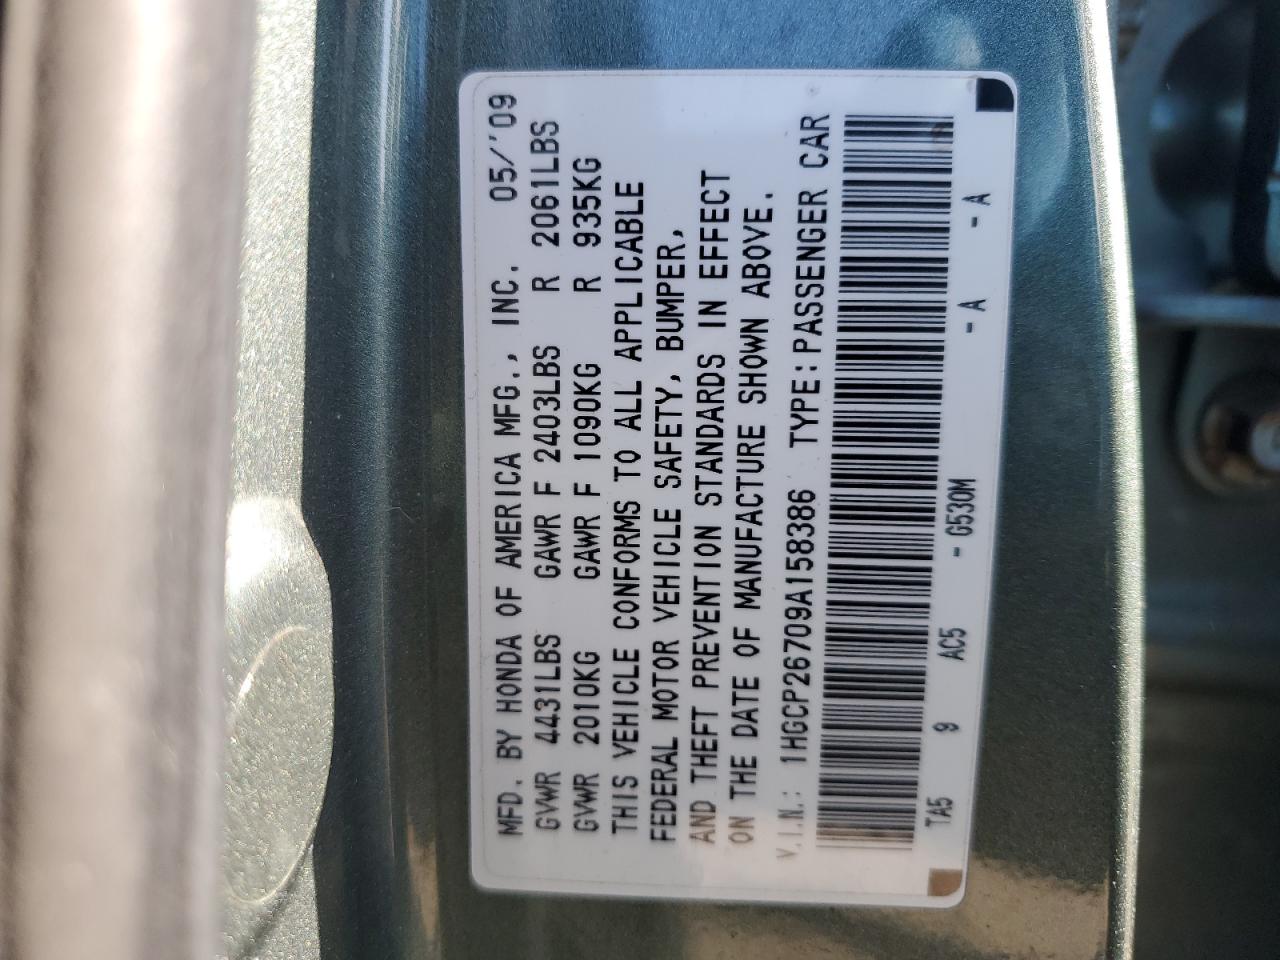 MFD. BY HONDA OF AMERICA MFG., INC. 05/'09
GVWR 4431LBS GAWR F 2403LBS R 2061LBS
GVWR 2010KG GAWR F 1090KG R 935KG
THIS VEHICLE CONFORMS TO ALL APPLICABLE
FEDERAL MOTOR VEHICLE SAFETY, BUMPER,
AND THEFT PREVENTION STANDARDS IN EFFECT
ON THE DATE OF MANUFACTURE SHOWN ABOVE.
V.I.N.: 1HGCP26709A158386 TYPE:PASSENGER CAR
TA5 9 AC5 - G530M - A - A